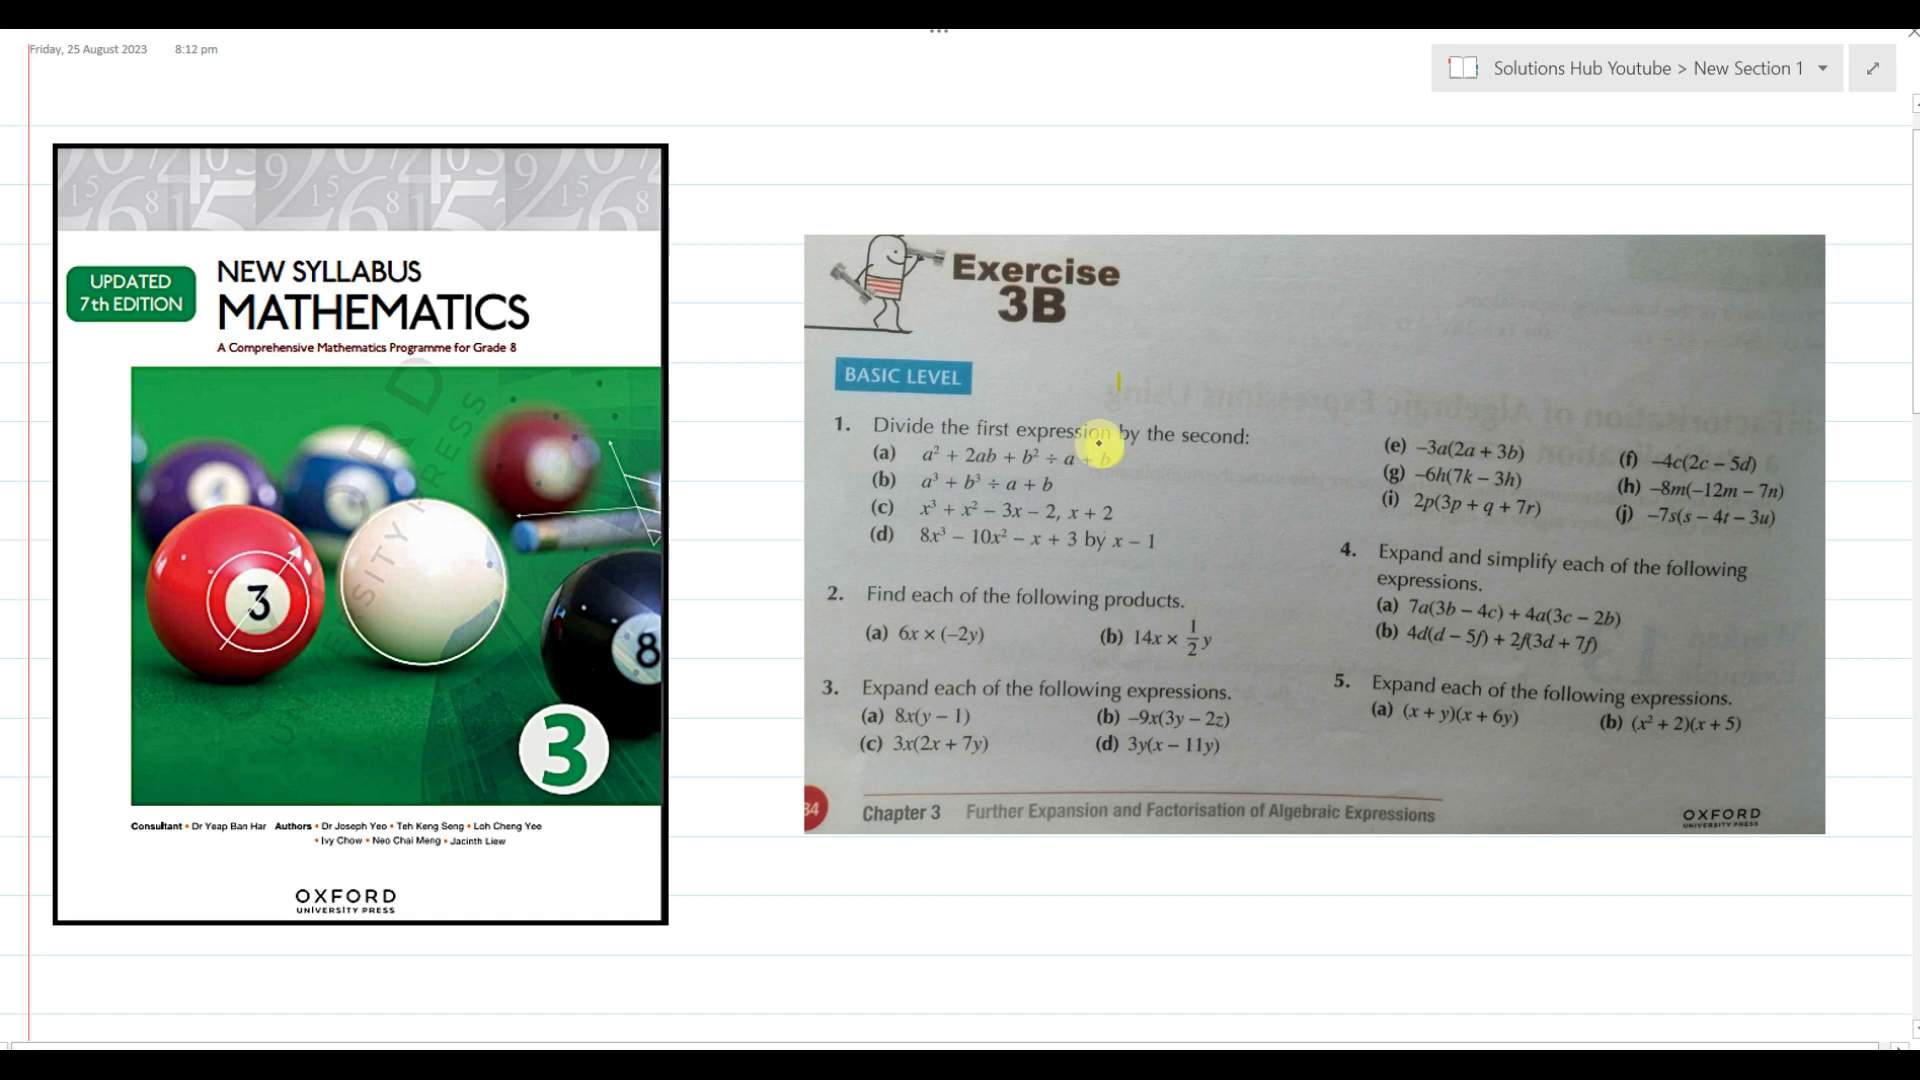 Friday, 25 August 2023 8:12 pm
Solutions Hub Youtube > New Section 1
UPDATED
7th EDITION
NEW SYLLABUS
MATHEMATICS
A Comprehensive Mathematics Programme for Grade 8
3
8
3
Consultant • Dr Yeap Ban Har Authors • Dr Joseph Yeo • Teh Keng Seng • Loh Cheng Yee
• Ivy Chow • Neo Chai Meng • Jacinth Liew
OXFORD
UNIVERSITY PRESS
Exercise
3B
BASIC LEVEL
1. Divide the first expression by the second:
(a) a² + 2ab + b² ÷ a + b
(b) a³ + b³ ÷ a + b
(c) x³ + x² − 3x − 2, x + 2
(d) 8x³ − 10x² − x + 3 by x − 1
2. Find each of the following products.
(a) 6x × (−2y) (b) 14x × 1/2 y
3. Expand each of the following expressions.
(a) 8x(y − 1) (b) −9x(3y − 2z)
(c) 3x(2x + 7y) (d) 3y(x − 11y)
(e) −3a(2a + 3b) (f) −4c(2c − 5d)
(g) −6h(7k − 3h) (h) −8m(−12m − 7n)
(i) 2p(3p + q + 7r) (j) −7s(s − 4t − 3u)
4. Expand and simplify each of the following
expressions.
(a) 7a(3b − 4c) + 4a(3c − 2b)
(b) 4d(d − 5f) + 2f(3d + 7f)
5. Expand each of the following expressions.
(a) (x + y)(x + 6y) (b) (x² + 2)(x + 5)
84 Chapter 3 Further Expansion and Factorisation of Algebraic Expressions
OXFORD
UNIVERSITY PRESS